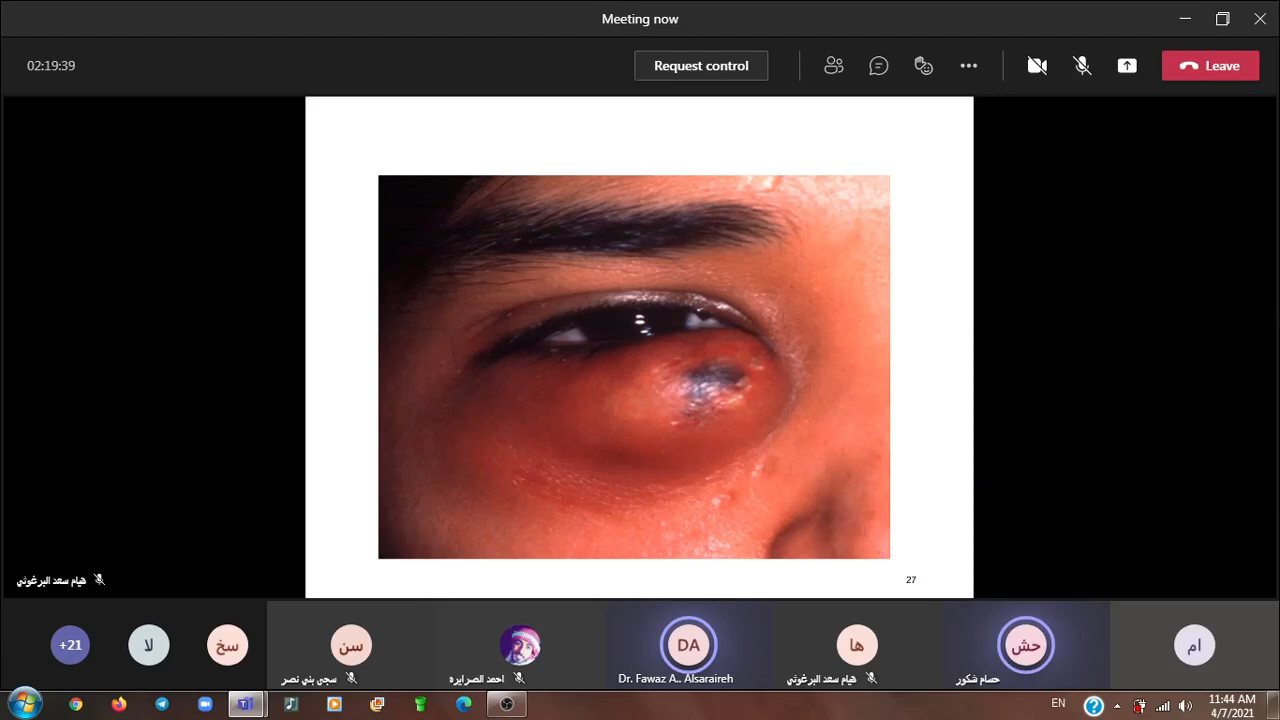 Meeting now
02:19:39
Request control
Leave
هيام سعد البرغوثي
27
+21
لا
سخ
سن
DA
ها
حش
ام
سجى بني نصر
احمد الصرايره
Dr. Fawaz A.. Alsaraireh
هيام سعد البرغوثي
حسام شكور
EN
11:44 AM
4/7/2021